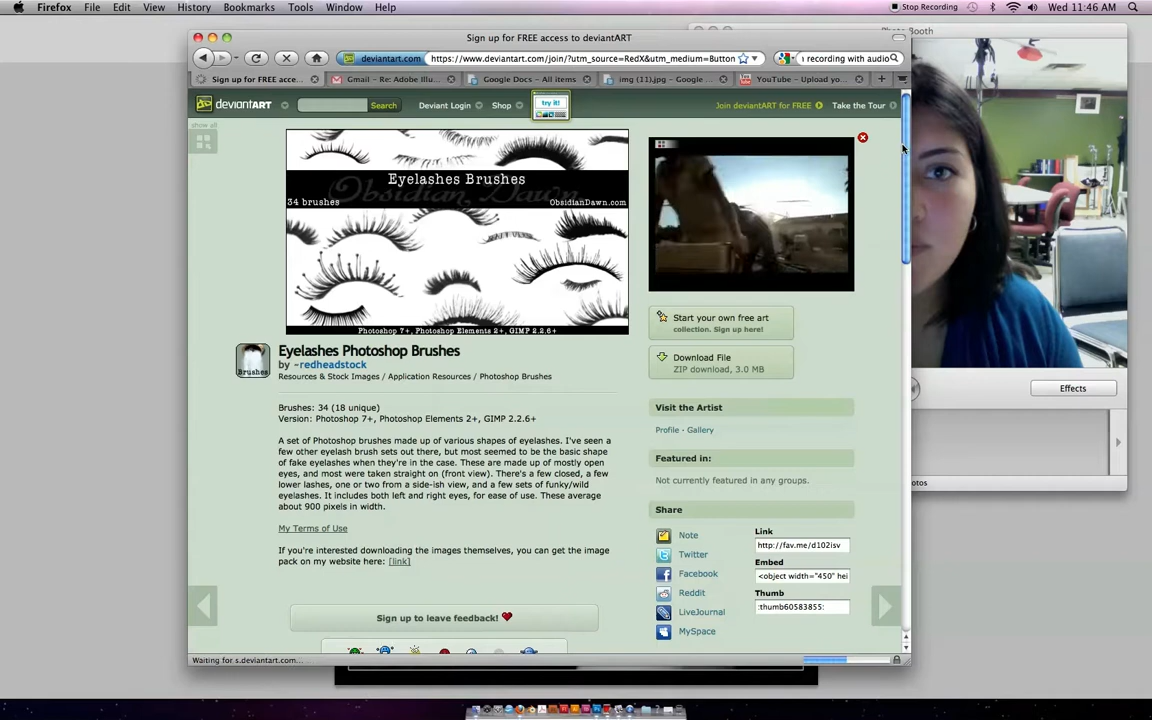 Firefox File Edit View History Bookmarks Tools Window Help
Stop Recording Wed 11:46 AM
Photo Booth
Sign up for FREE access to deviantART
deviantart.com https://www.deviantart.com/join/?utm_source=RedX&utm_medium=Button
recording with audio
Sign up for FREE acce... Gmail - Re: Adobe Illu... Google Docs - All items img (11).jpg - Google ... YouTube - Upload yo...
deviantART Search Deviant Login Shop try it! Join deviantART for FREE Take the Tour
show all
Eyelashes Brushes
Obsidian Dawn
34 brushes ObsidianDawn.com
Photoshop 7+, Photoshop Elements 2+, GIMP 2.2.6+
Start your own free art
collection. Sign up here!
Download File
ZIP download, 3.0 MB
Effects
Brushes
Eyelashes Photoshop Brushes
by ~redheadstock
Resources & Stock Images / Application Resources / Photoshop Brushes
Brushes: 34 (18 unique)
Version: Photoshop 7+, Photoshop Elements 2+, GIMP 2.2.6+
A set of Photoshop brushes made up of various shapes of eyelashes. I've seen a
few other eyelash brush sets out there, but most seemed to be the basic shape
of fake eyelashes when they're in the case. These are made up of mostly open
eyes, and most were taken straight on (front view). There's a few closed, a few
lower lashes, one or two from a side-ish view, and a few sets of funky/wild
eyelashes. It includes both left and right eyes, for ease of use. These average
about 900 pixels in width.
My Terms of Use
If you're interested downloading the images themselves, you can get the image
pack on my website here: [link]
Sign up to leave feedback!
Visit the Artist
Profile - Gallery
Featured in:
Not currently featured in any groups.
Share
Note
Twitter
Facebook
Reddit
LiveJournal
MySpace
Link
http://fav.me/d102isv
Embed
<object width="450" hei
Thumb
:thumb60583855:
Waiting for s.deviantart.com...